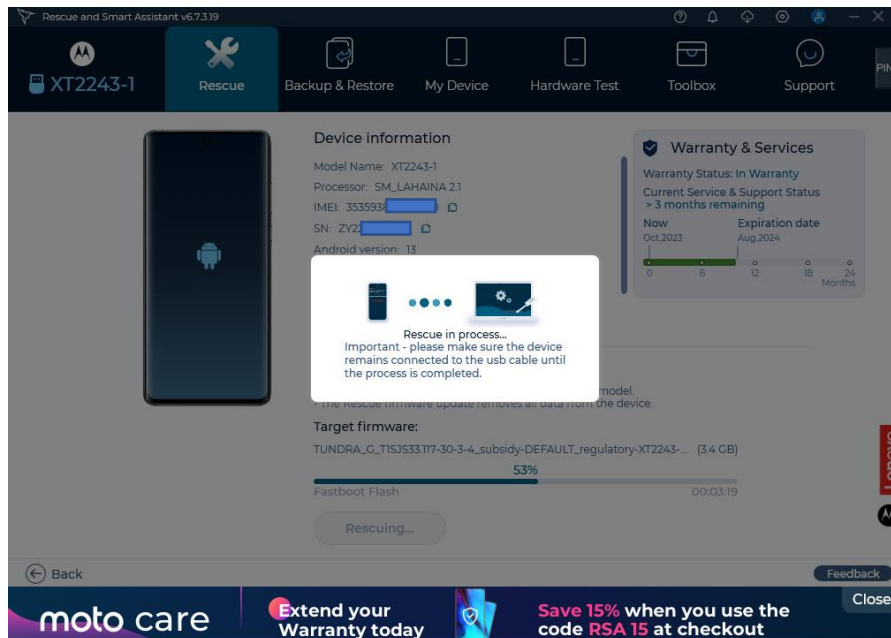 Rescue and Smart Assistant v6.7.3.19
XT2243-1
Rescue
Backup & Restore
My Device
Hardware Test
Toolbox
Support
PIN
Device information
Model Name: XT2243-1
Processor: SM_LAHAINA 2.1
IMEI: 353593
SN: ZY2
Android version: 13
Warranty & Services
Warranty Status: In Warranty
Current Service & Support Status
> 3 months remaining
Now Expiration date
Oct.2023 Aug.2024
0 6 12 18 24
Months
Rescue in process...
Important - please make sure the device
remains connected to the usb cable until
the process is completed.
model.
- The Rescue firmware update removes all data from the device.
Target firmware:
TUNDRA_G_T1SJS33.117-30-3-4_subsidy-DEFAULT_regulatory-XT2243-... (3.4 GB)
53%
Fastboot Flash 00:03:19
Rescuing...
Lenovo
Back
Feedback
Close
moto care
Extend your
Warranty today
Save 15% when you use the
code RSA 15 at checkout